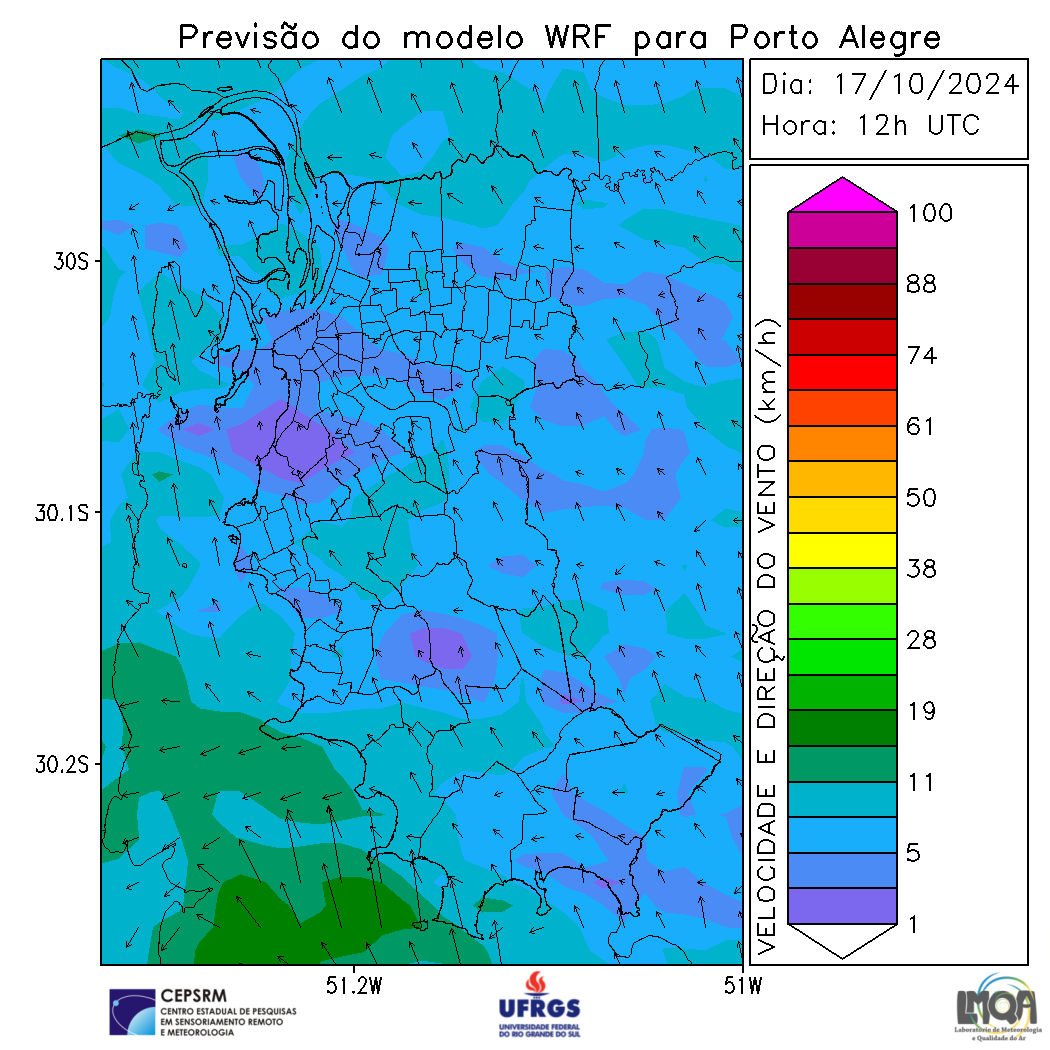 Previsão do modelo WRF para Porto Alegre
Dia: 17/10/2024
Hora: 12h UTC
30S
30.1S
30.2S
51.2W
51W
VELOCIDADE E DIREÇÃO DO VENTO (km/h)
100
88
74
61
50
38
28
19
11
5
1
CEPSRM
CENTRO ESTADUAL DE PESQUISAS
EM SENSORIAMENTO REMOTO
E METEOROLOGIA
UFRGS
UNIVERSIDADE FEDERAL
DO RIO GRANDE DO SUL
LMQA
Laboratório de Meteorologia
e Qualidade do Ar